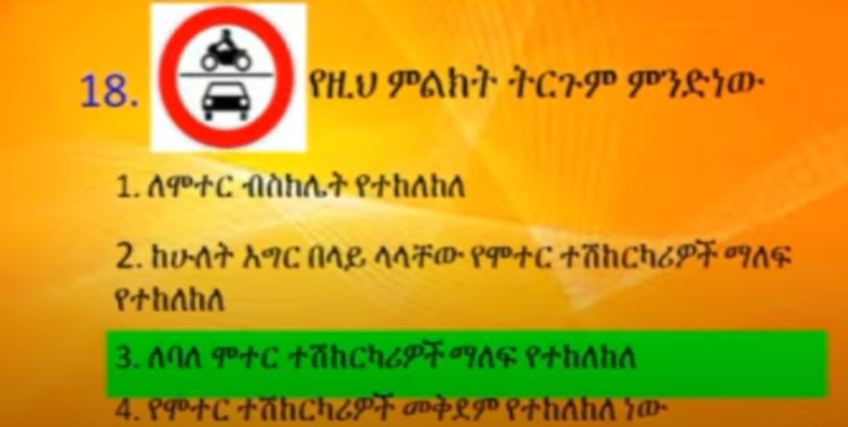 18. የዚህ ምልክት ትርጉም ምንድነው
1. ለሞተር ብስክሌት የተከለከለ
2. ከሁለት እግር በላይ ላላቸው የሞተር ተሽከርካሪዎች ማለፍ
የተከለከለ
3. ለባለ ሞተር ተሽከርካሪዎች ማለፍ የተከለከለ
4. የሞተር ተሽከርካሪዎች መቅደም የተከለከለ ነው